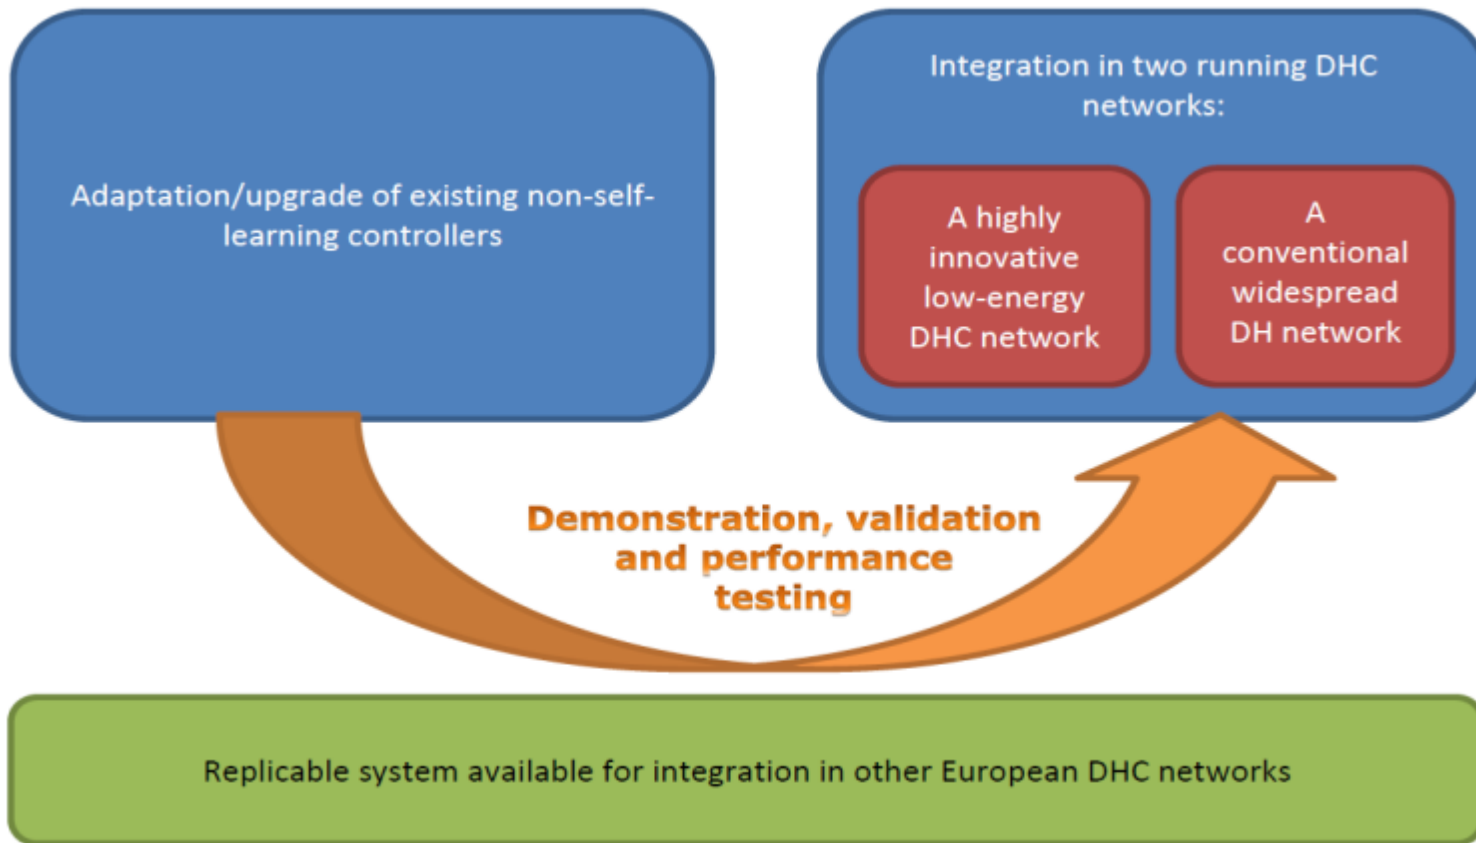 Adaptation/upgrade of existing non-self-
learning controllers
Integration in two running DHC
networks:
A highly
innovative
low-energy
DHC network
A
conventional
widespread
DH network
Demonstration, validation
and performance
testing
Replicable system available for integration in other European DHC networks